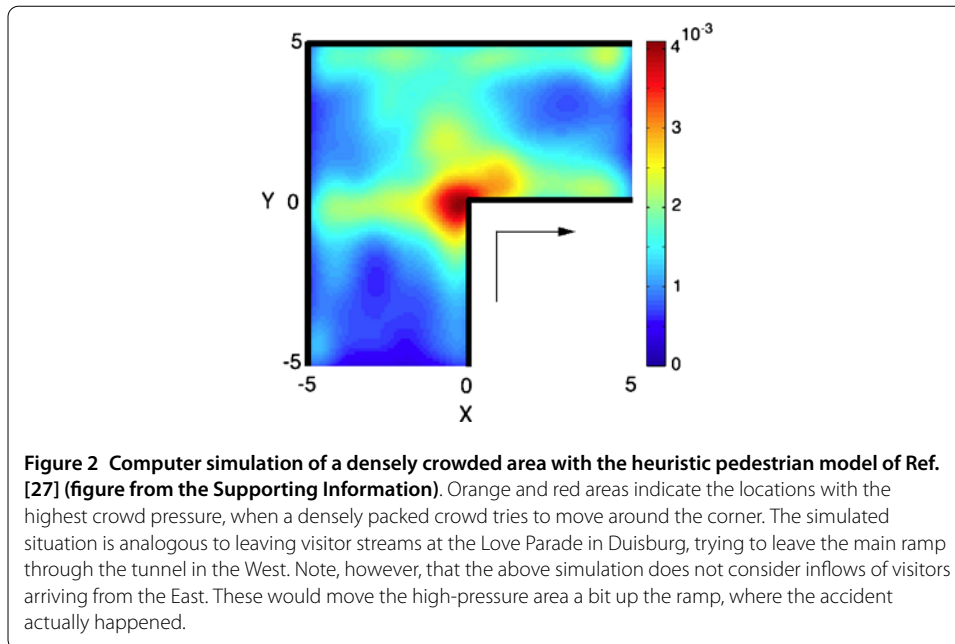 10-3
5
4
3
Y 0
2
1
-5
0
-5
0
5
X
Figure 2 Computer simulation of a densely crowded area with the heuristic pedestrian model of Ref.
[27] (figure from the Supporting Information). Orange and red areas indicate the locations with the
highest crowd pressure, when a densely packed crowd tries to move around the corner. The simulated
situation is analogous to leaving visitor streams at the Love Parade in Duisburg, trying to leave the main ramp
through the tunnel in the West. Note, however, that the above simulation does not consider inflows of visitors
arriving from the East. These would move the high-pressure area a bit up the ramp, where the accident
actually happened.